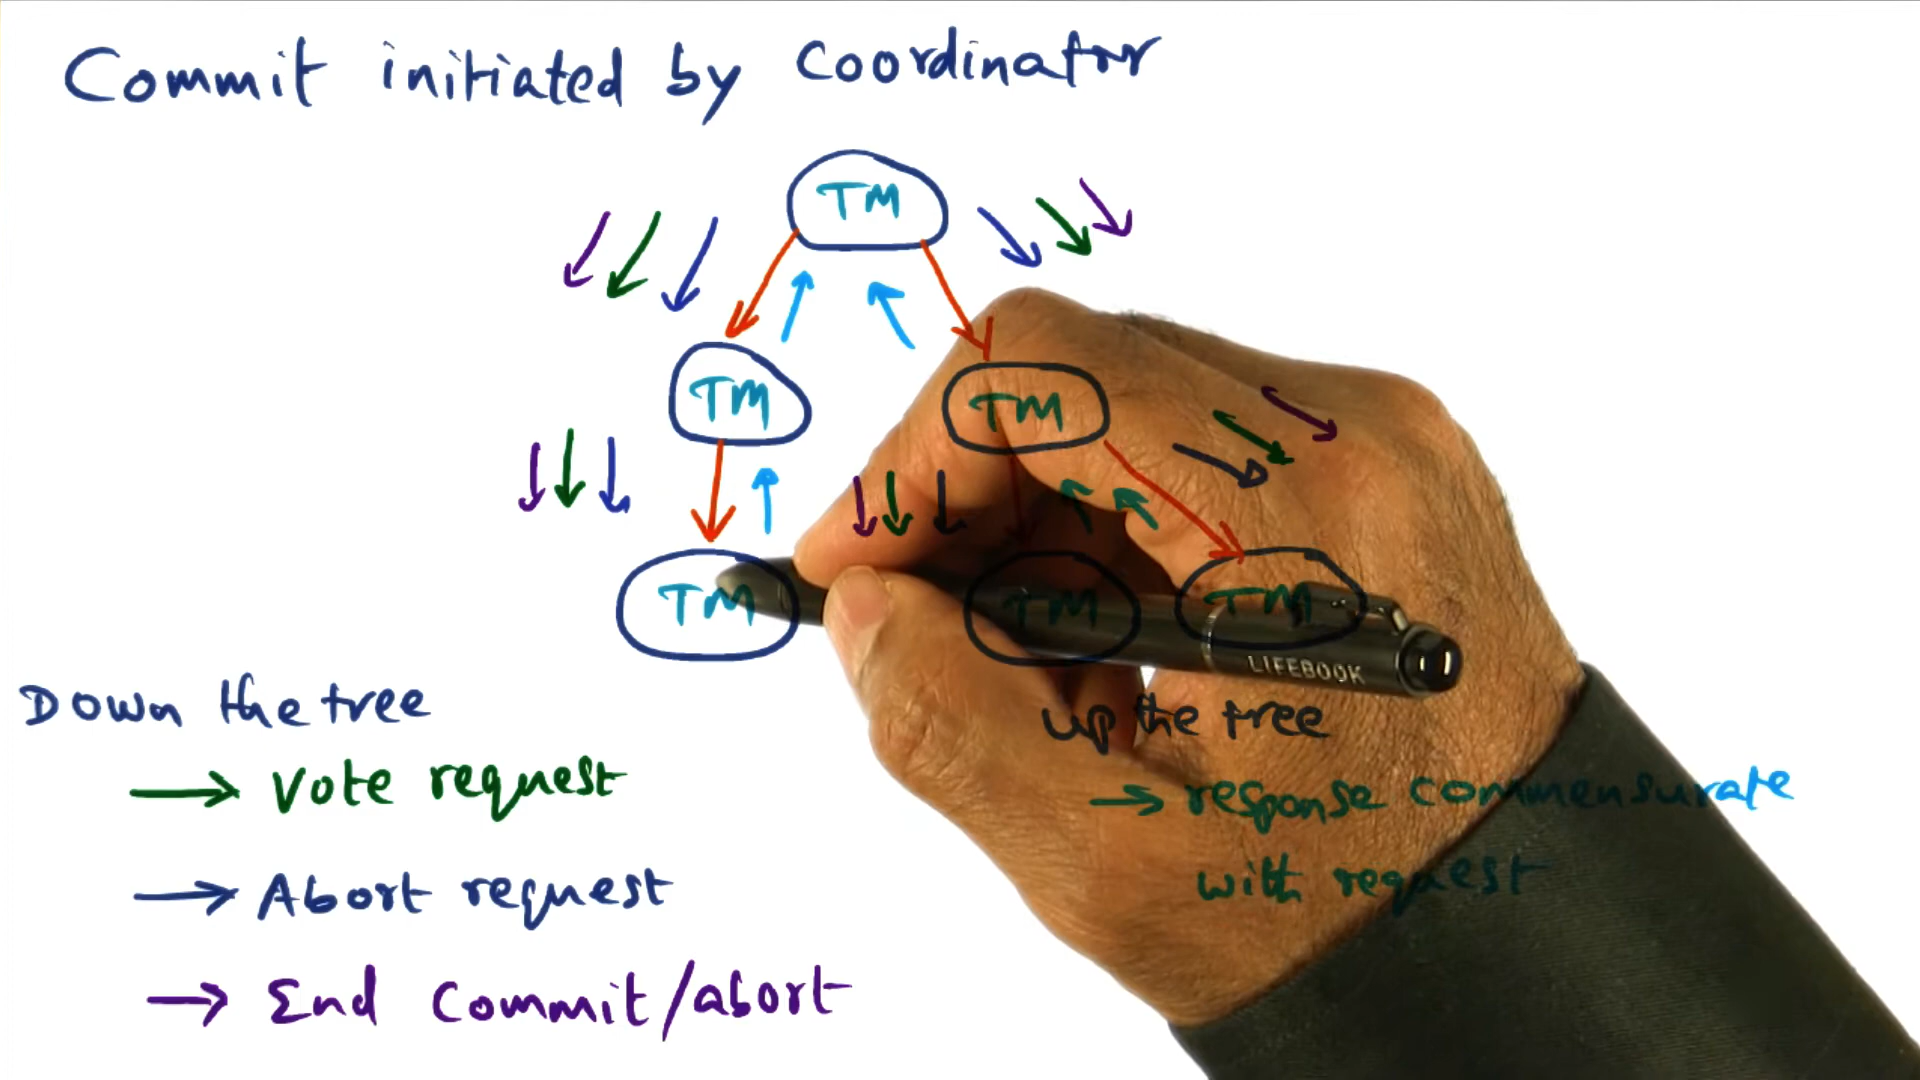 Commit initiated by Coordinator
TM
TM
TM
TM
TM
TM
LIFEBOOK
Down the tree
up the tree
→ Vote request
→ response commensurate
with request
→ Abort request
→ End Commit/abort